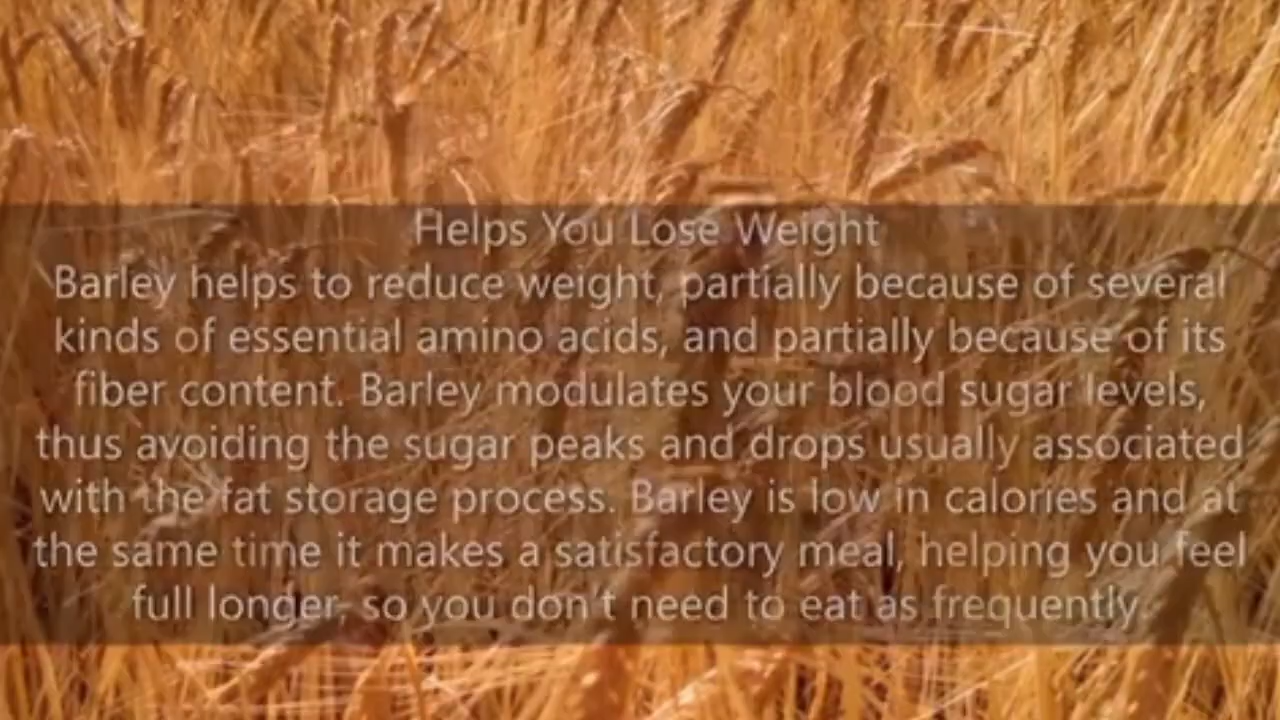 Helps You Lose Weight
Barley helps to reduce weight, partially because of several
kinds of essential amino acids, and partially because of its
fiber content. Barley modulates your blood sugar levels,
thus avoiding the sugar peaks and drops usually associated
with the fat storage process. Barley is low in calories and at
the same time it makes a satisfactory meal, helping you feel
full longer, so you don't need to eat as frequently.